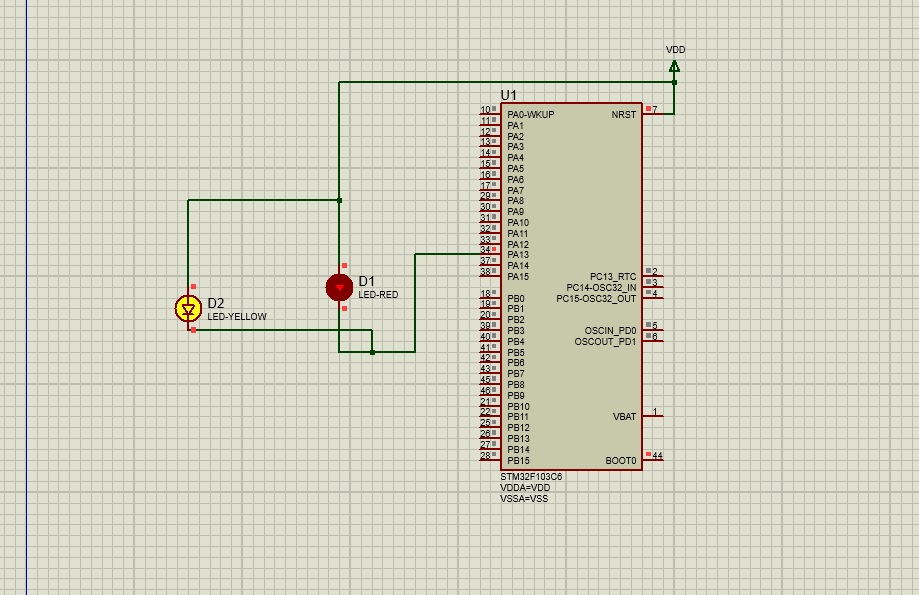 VDD
U1
10 PA0-WKUP NRST 7
11 PA1
12 PA2
13 PA3
14 PA4
15 PA5
16 PA6
17 PA7
29 PA8
30 PA9
31 PA10
32 PA11
33 PA12
34 PA13
37 PA14
38 PA15 PC13_RTC 2
PC14-OSC32_IN 3
18 PB0 PC15-OSC32_OUT 4
19 PB1
20 PB2
39 PB3 OSCIN_PD0 5
40 PB4 OSCOUT_PD1 6
41 PB5
42 PB6
43 PB7
45 PB8
46 PB9
21 PB10
22 PB11 VBAT 1
25 PB12
26 PB13
27 PB14
28 PB15 BOOT0 44
STM32F103C6
VDDA=VDD
VSSA=VSS
D1
LED-RED
D2
LED-YELLOW